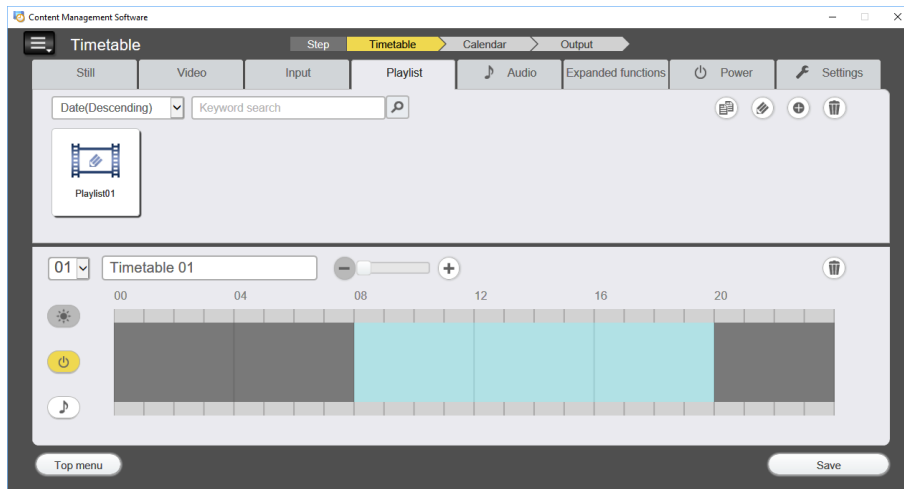 Content Management Software
Timetable
Step Timetable Calendar Output
Still Video Input Playlist Audio Expanded functions Power Settings
Date(Descending) Keyword search
Playlist01
01 Timetable 01
00 04 08 12 16 20
Top menu Save